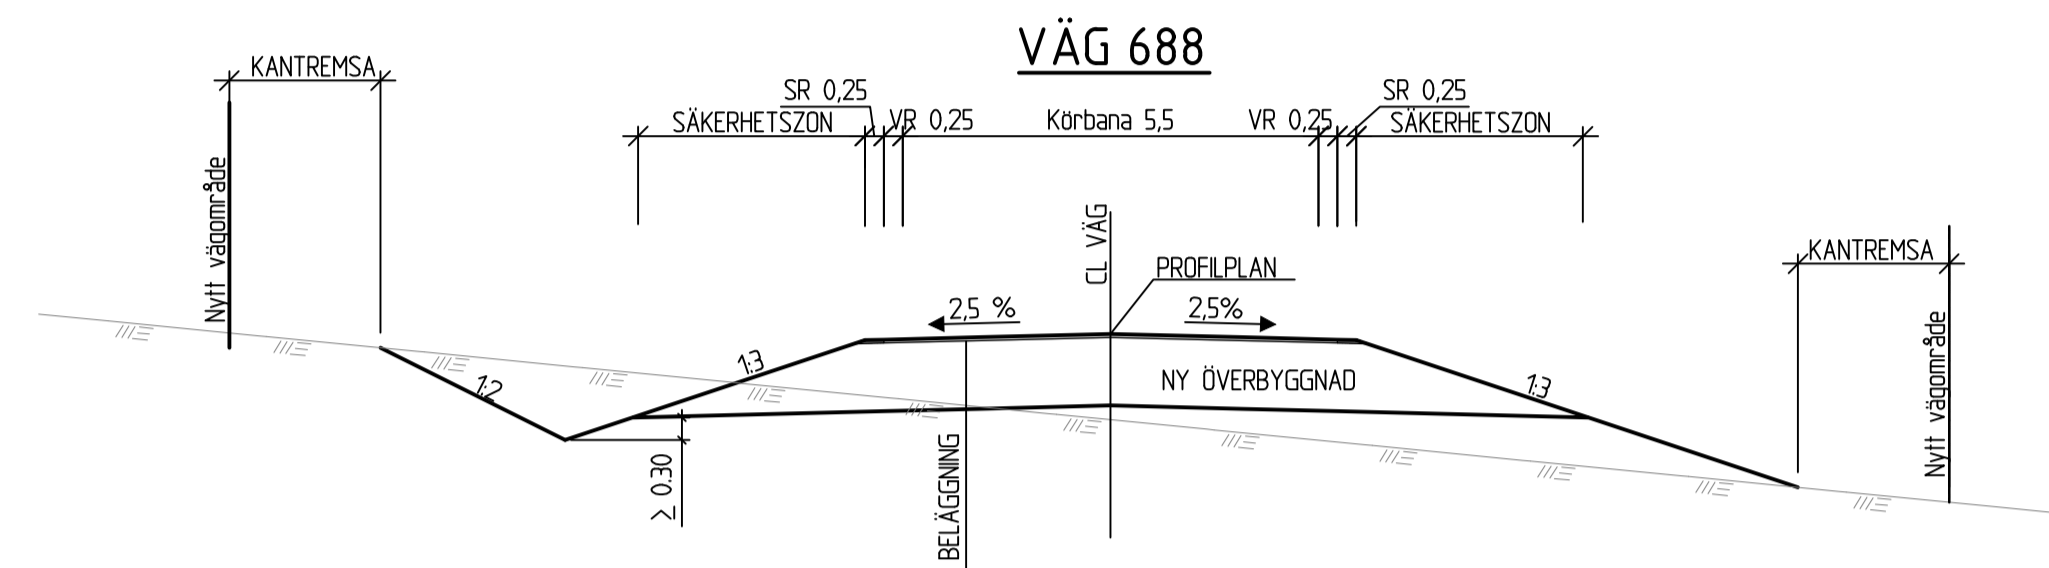 VÄG 688
KANTREMSA
SR 0,25
SR 0,25
SÄKERHETSZON
VR 0,25
Körbana 5,5
VR 0,25
SÄKERHETSZON
Nytt vägområde
CL VÄG
KANTREMSA
PROFILPLAN
2,5 %
2,5%
1:3
1:2
NY ÖVERBYGGNAD
1:3
Nytt vägområde
≥ 0.30
BELÄGGNING